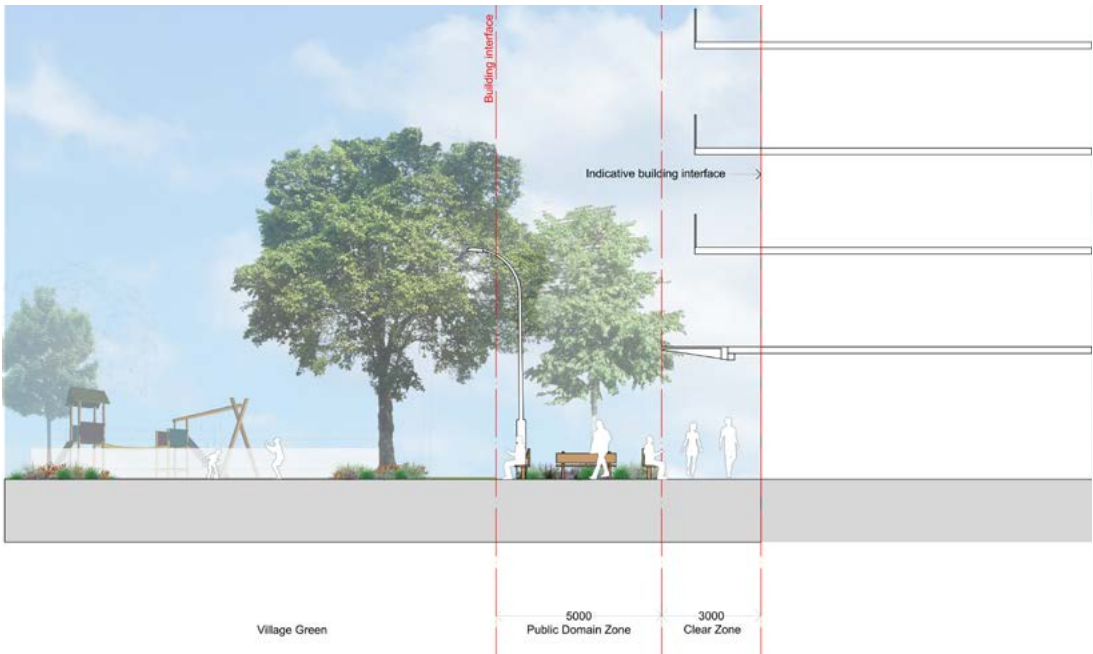 Building interface
Indicative building interface
5000
3000
Village Green
Public Domain Zone
Clear Zone